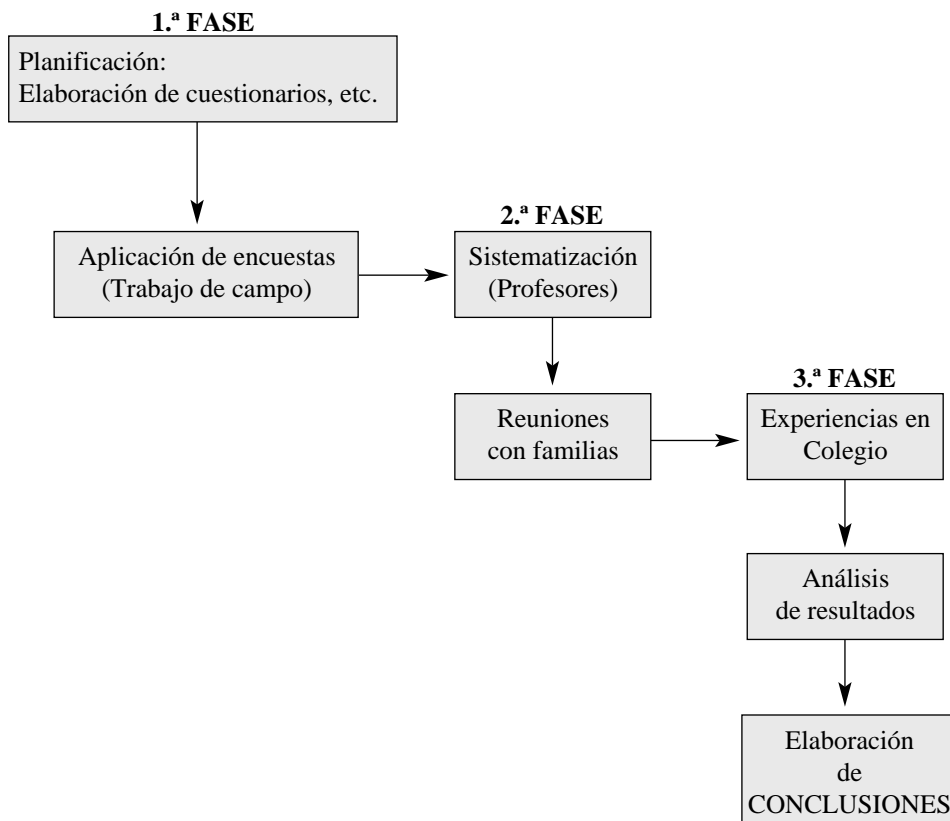 1.ª FASE
Planificación:
Elaboración de cuestionarios, etc.
Aplicación de encuestas
(Trabajo de campo)
2.ª FASE
Sistematización
(Profesores)
Reuniones
con familias
3.ª FASE
Experiencias en
Colegio
Análisis
de resultados
Elaboración
de
CONCLUSIONES